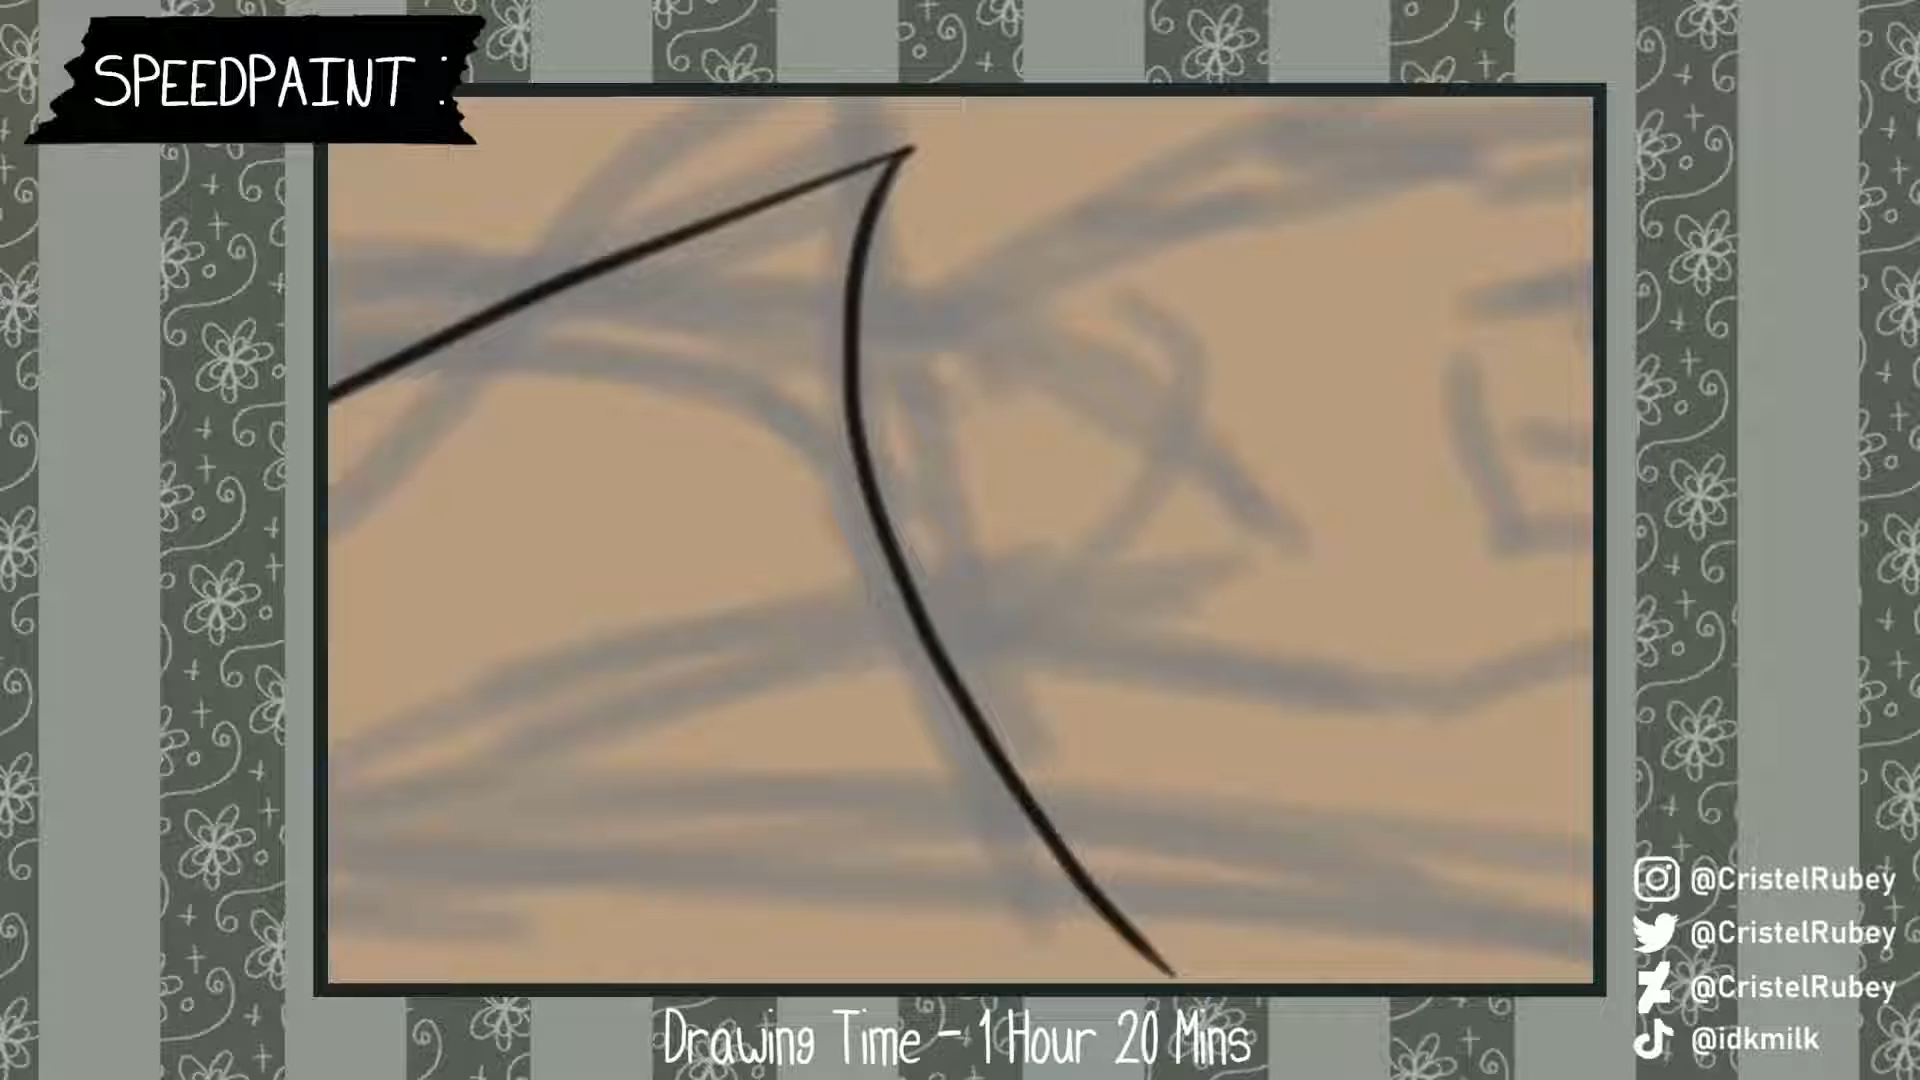 SPEEDPAINT :
@CristelRubey
@CristelRubey
@CristelRubey
@idkmilk
Drawing Time - 1 Hour 20 Mins